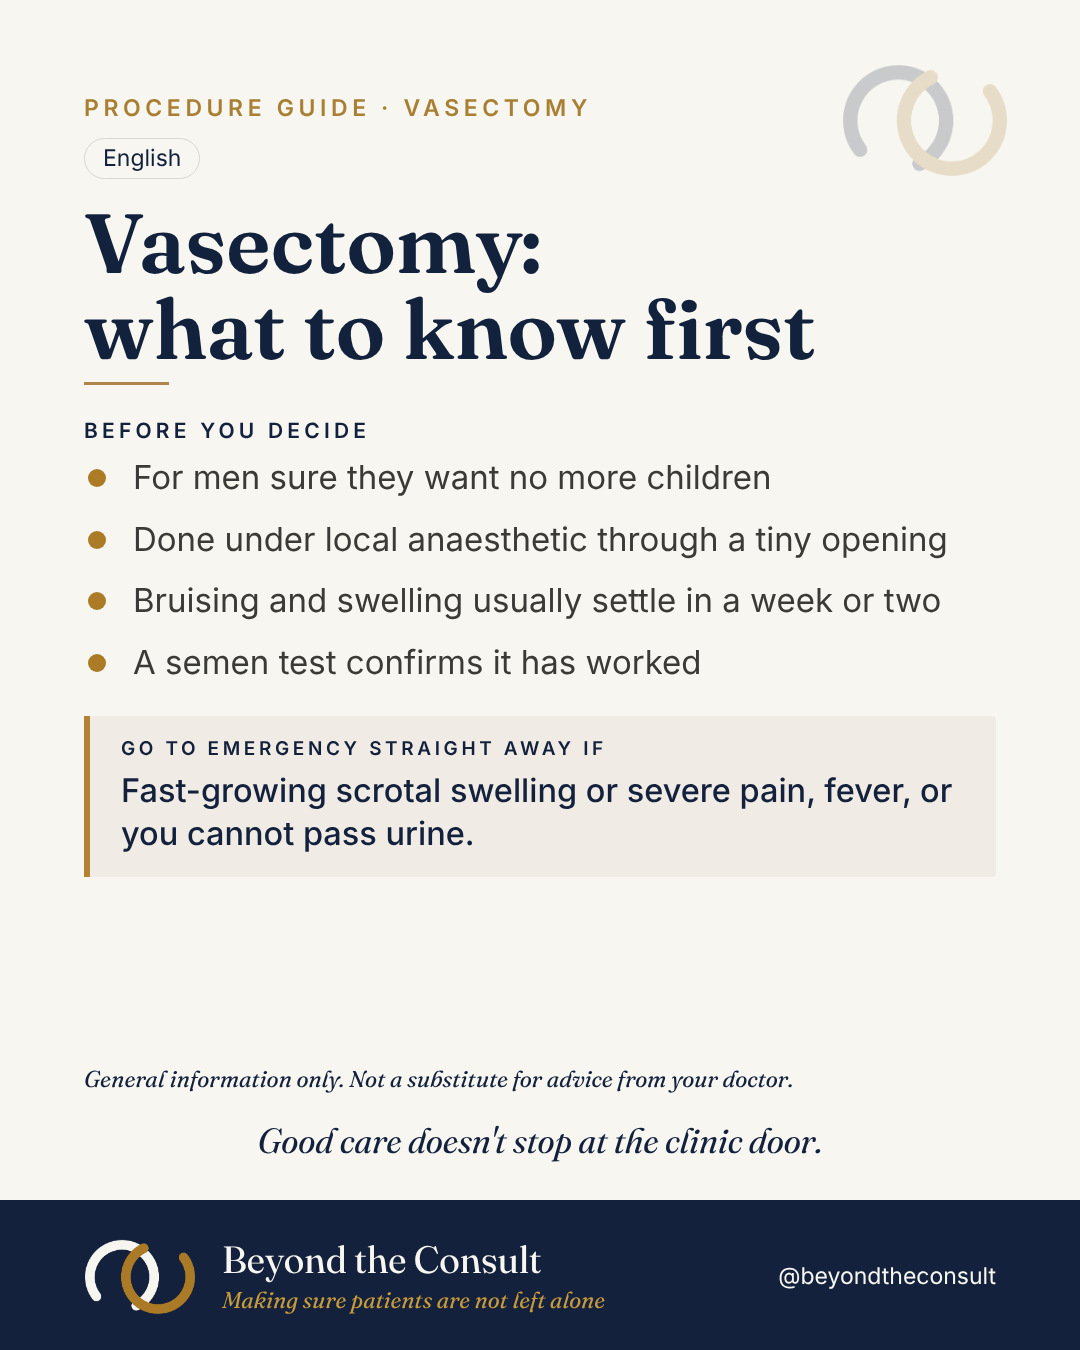 PROCEDURE GUIDE · VASECTOMY
English
Vasectomy:
what to know first
BEFORE YOU DECIDE
For men sure they want no more children
Done under local anaesthetic through a tiny opening
Bruising and swelling usually settle in a week or two
A semen test confirms it has worked
GO TO EMERGENCY STRAIGHT AWAY IF
Fast-growing scrotal swelling or severe pain, fever, or
you cannot pass urine.
General information only. Not a substitute for advice from your doctor.
Good care doesn't stop at the clinic door.
Beyond the Consult
Making sure patients are not left alone
@beyondtheconsult